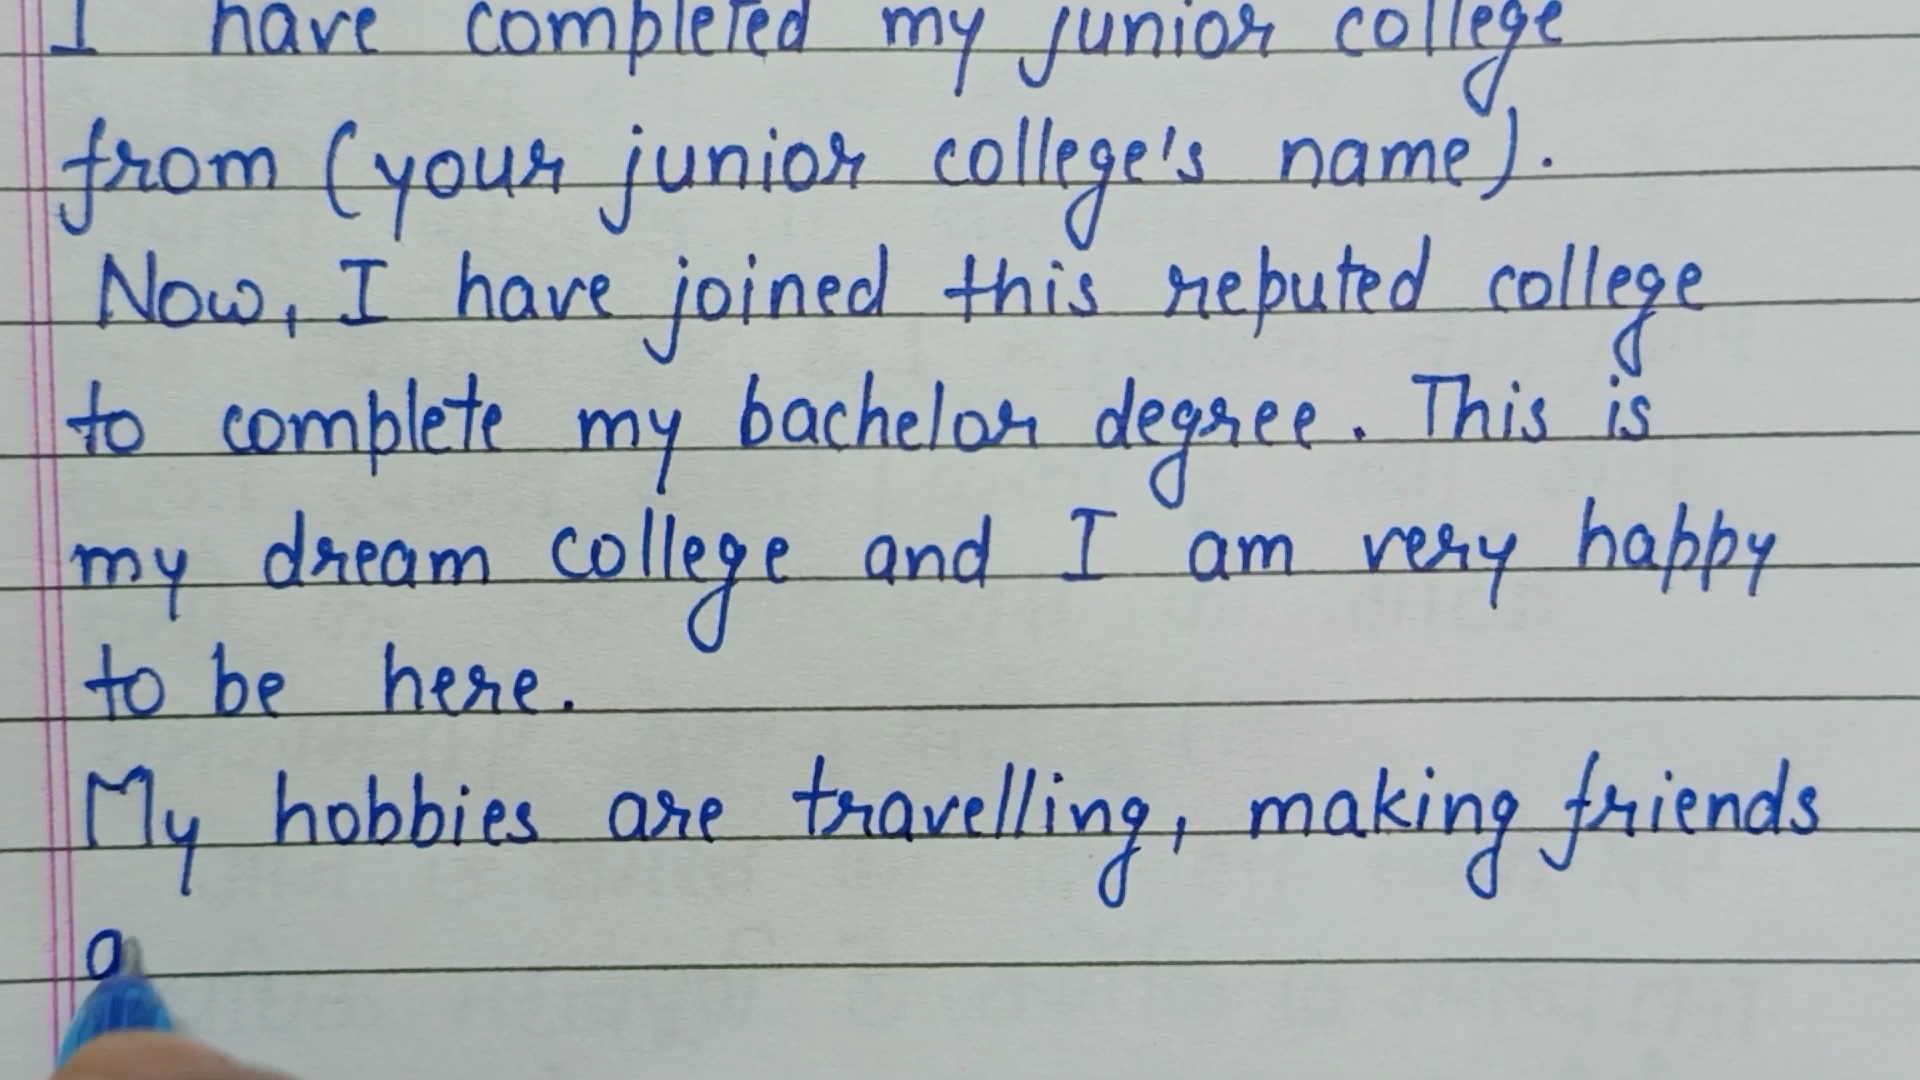 I have completed my junior college
from (your junior college's name).
Now, I have joined this reputed college
to complete my bachelor degree. This is
my dream college and I am very happy
to be here.
My hobbies are travelling, making friends
a